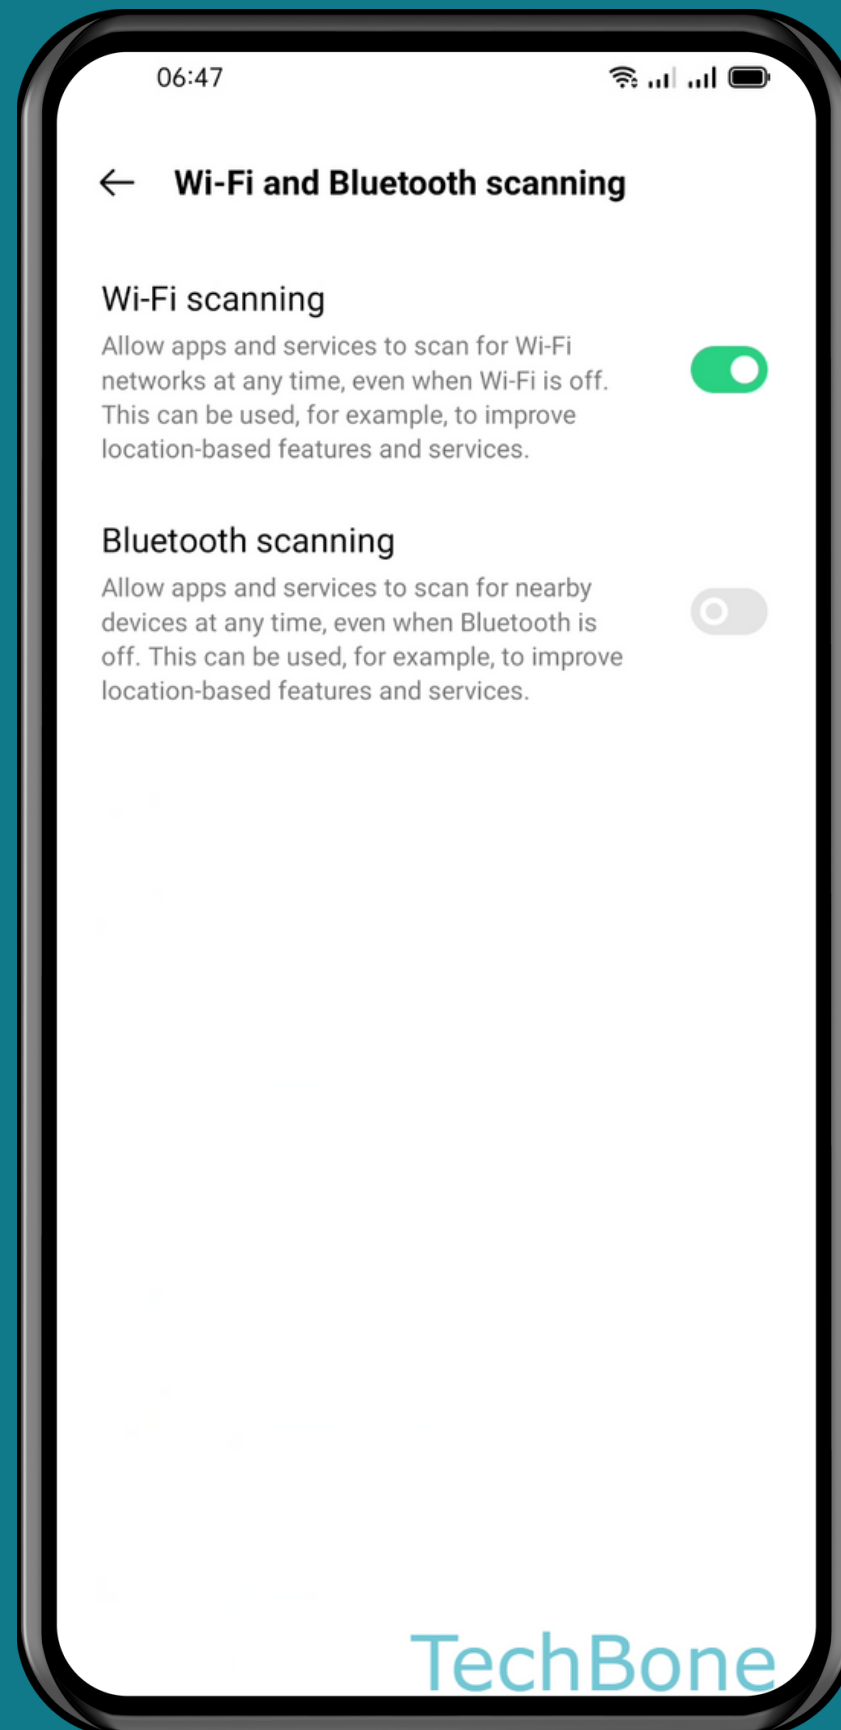 06:47
Wi-Fi and Bluetooth scanning
Wi-Fi scanning
Allow apps and services to scan for Wi-Fi
networks at any time, even when Wi-Fi is off.
This can be used, for example, to improve
location-based features and services.
Bluetooth scanning
Allow apps and services to scan for nearby
devices at any time, even when Bluetooth is
off. This can be used, for example, to improve
location-based features and services.
TechBone